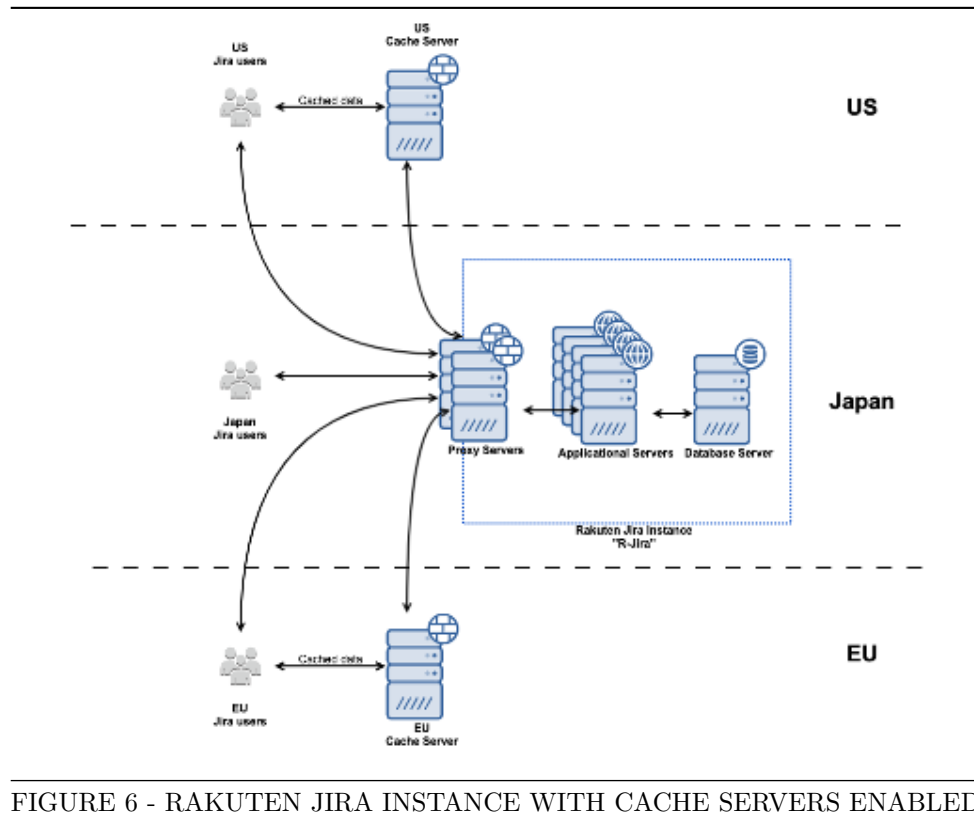 US
Cache Server
US
Jira users
Cached data
US
Japan
Jira users
Proxy Servers
Applicational Servers
Database Server
Japan
Rakuten Jira Instance
"R-Jira"
Cached data
EU
EU
Jira users
EU
Cache Server
FIGURE 6 - RAKUTEN JIRA INSTANCE WITH CACHE SERVERS ENABLED